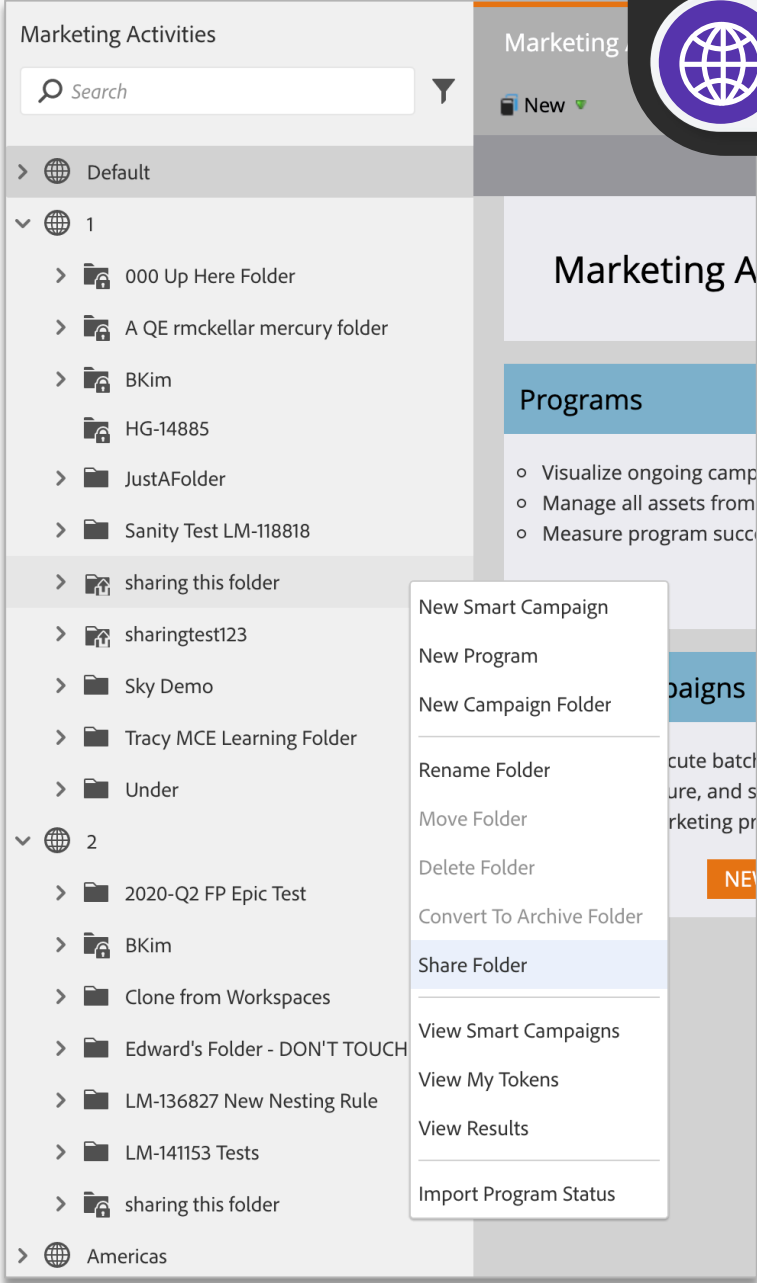 Marketing Activities
Search
Default
1
000 Up Here Folder
A QE rmckellar mercury folder
BKim
HG-14885
JustAFolder
Sanity Test LM-118818
sharing this folder
sharingtest123
Sky Demo
Tracy MCE Learning Folder
Under
2
2020-Q2 FP Epic Test
BKim
Clone from Workspaces
Edward's Folder - DON'T TOUCH
LM-136827 New Nesting Rule
LM-141153 Tests
sharing this folder
Americas
New Smart Campaign
New Program
New Campaign Folder
Rename Folder
Move Folder
Delete Folder
Convert To Archive Folder
Share Folder
View Smart Campaigns
View My Tokens
View Results
Import Program Status
Marketing A
New
Marketing A
Programs
Visualize ongoing camp
Manage all assets from
Measure program succ
paigns
cute batch
ure, and s
rketing pr
NEW